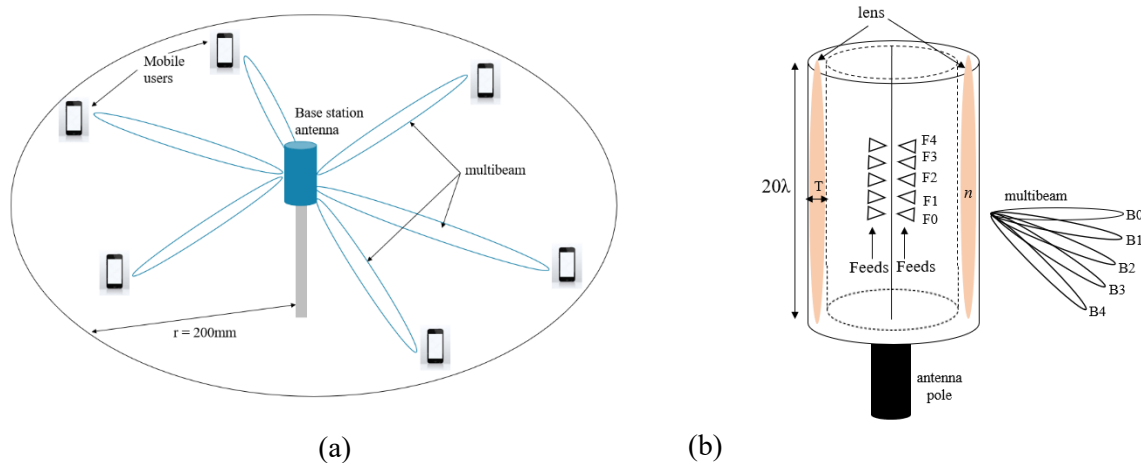 Mobile
users
Base station
antenna
multibeam
r = 200mm
(a)
lens
20λ
T
F4
F3
F2
F1
F0
n
Feeds
Feeds
multibeam
B0
B1
B2
B3
B4
antenna
pole
(b)